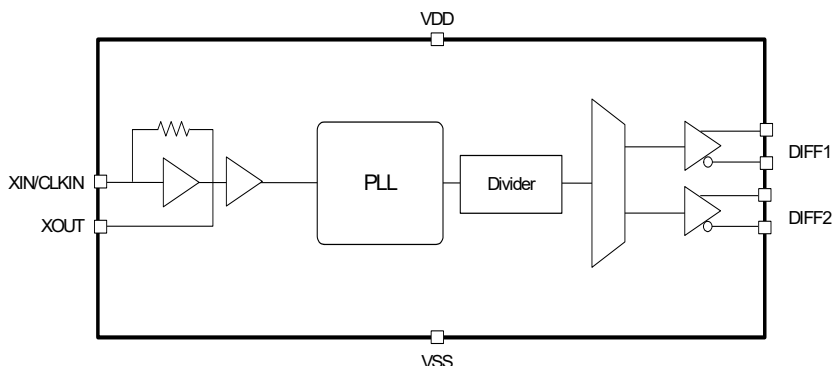 VDD
XIN/CLKIN
XOUT
PLL
Divider
DIFF1
DIFF2
VSS